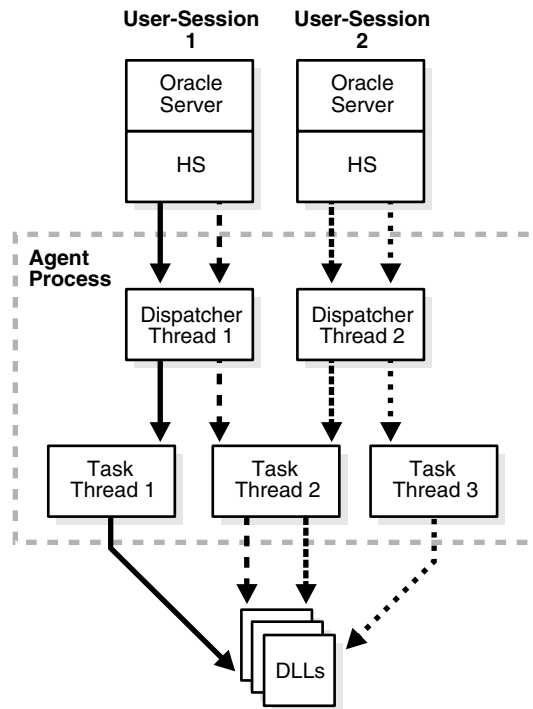 User-Session
1
User-Session
2
Oracle
Server
HS
Oracle
Server
HS
Agent
Process
Dispatcher
Thread 1
Dispatcher
Thread 2
Task
Thread 1
Task
Thread 2
Task
Thread 3
DLLs